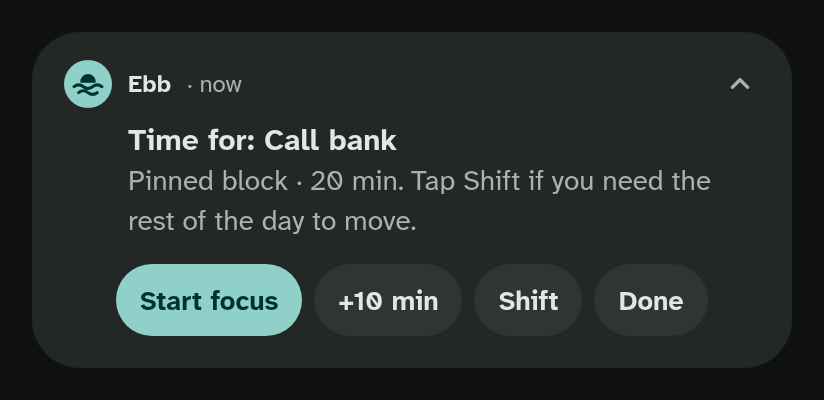 Ebb · now
Time for: Call bank
Pinned block · 20 min. Tap Shift if you need the
rest of the day to move.
Start focus +10 min Shift Done